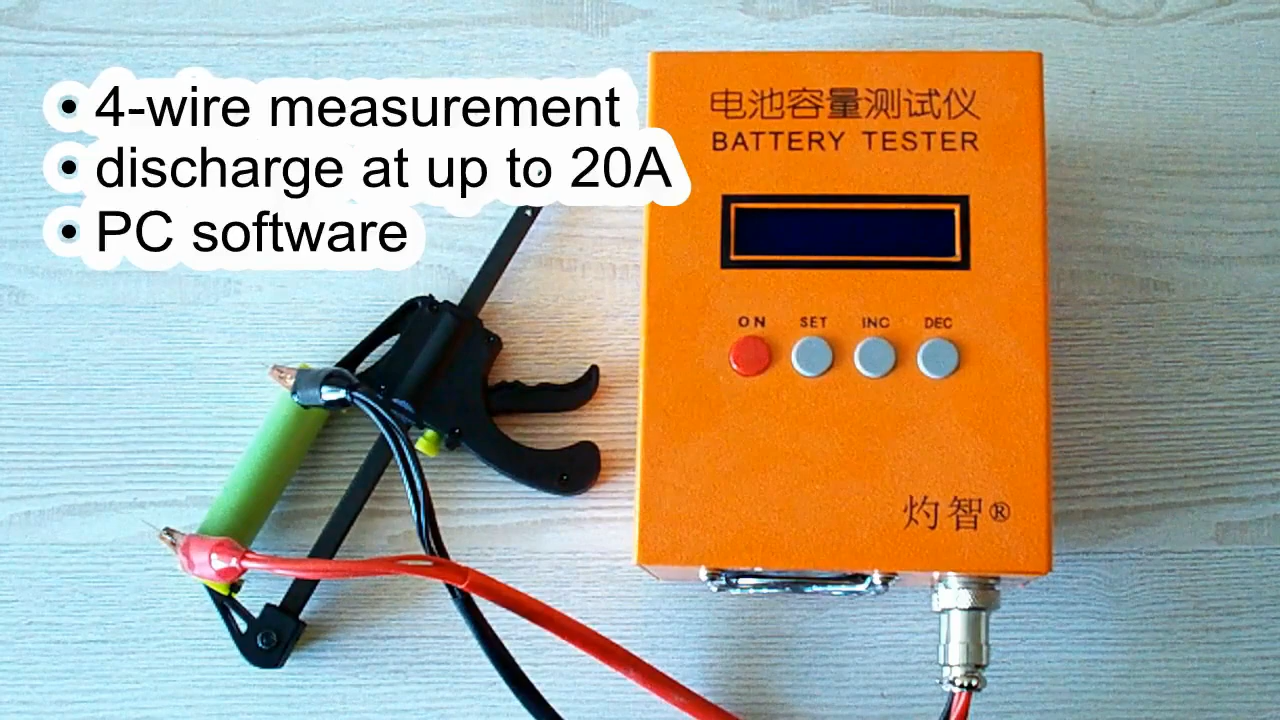 • 4-wire measurement
• discharge at up to 20A
• PC software
电池容量测试仪
BATTERY TESTER
ON SET INC DEC
灼智®